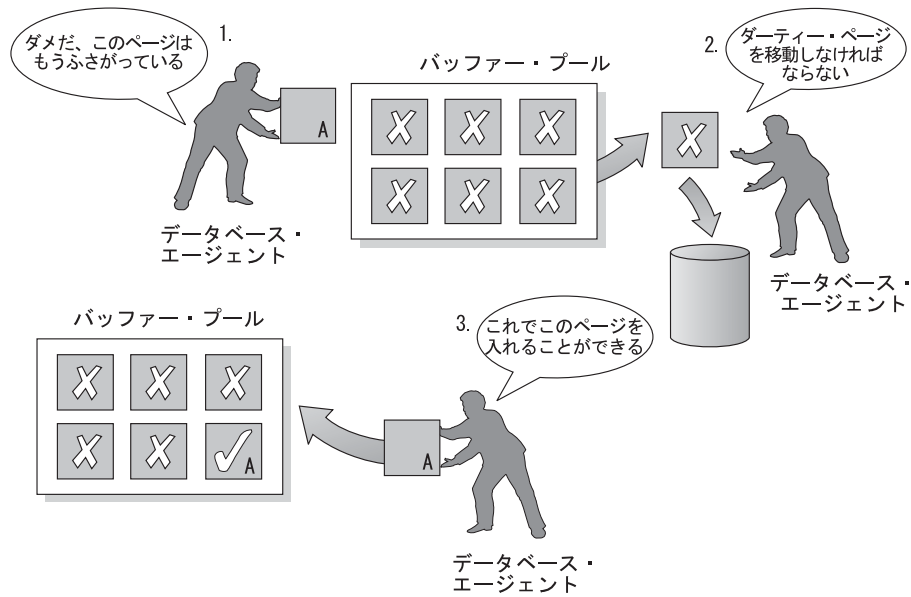 1.
ダメだ、このページは
もうふさがっている
A
データベース・
エージェント
バッファー・プール
X X X
X X X
2.
ダーティー・ページ
を移動しなければ
ならない
X
データベース・
エージェント
バッファー・プール
X X X
X X A
3.
これでこのページを
入れることができる
A
データベース・
エージェント